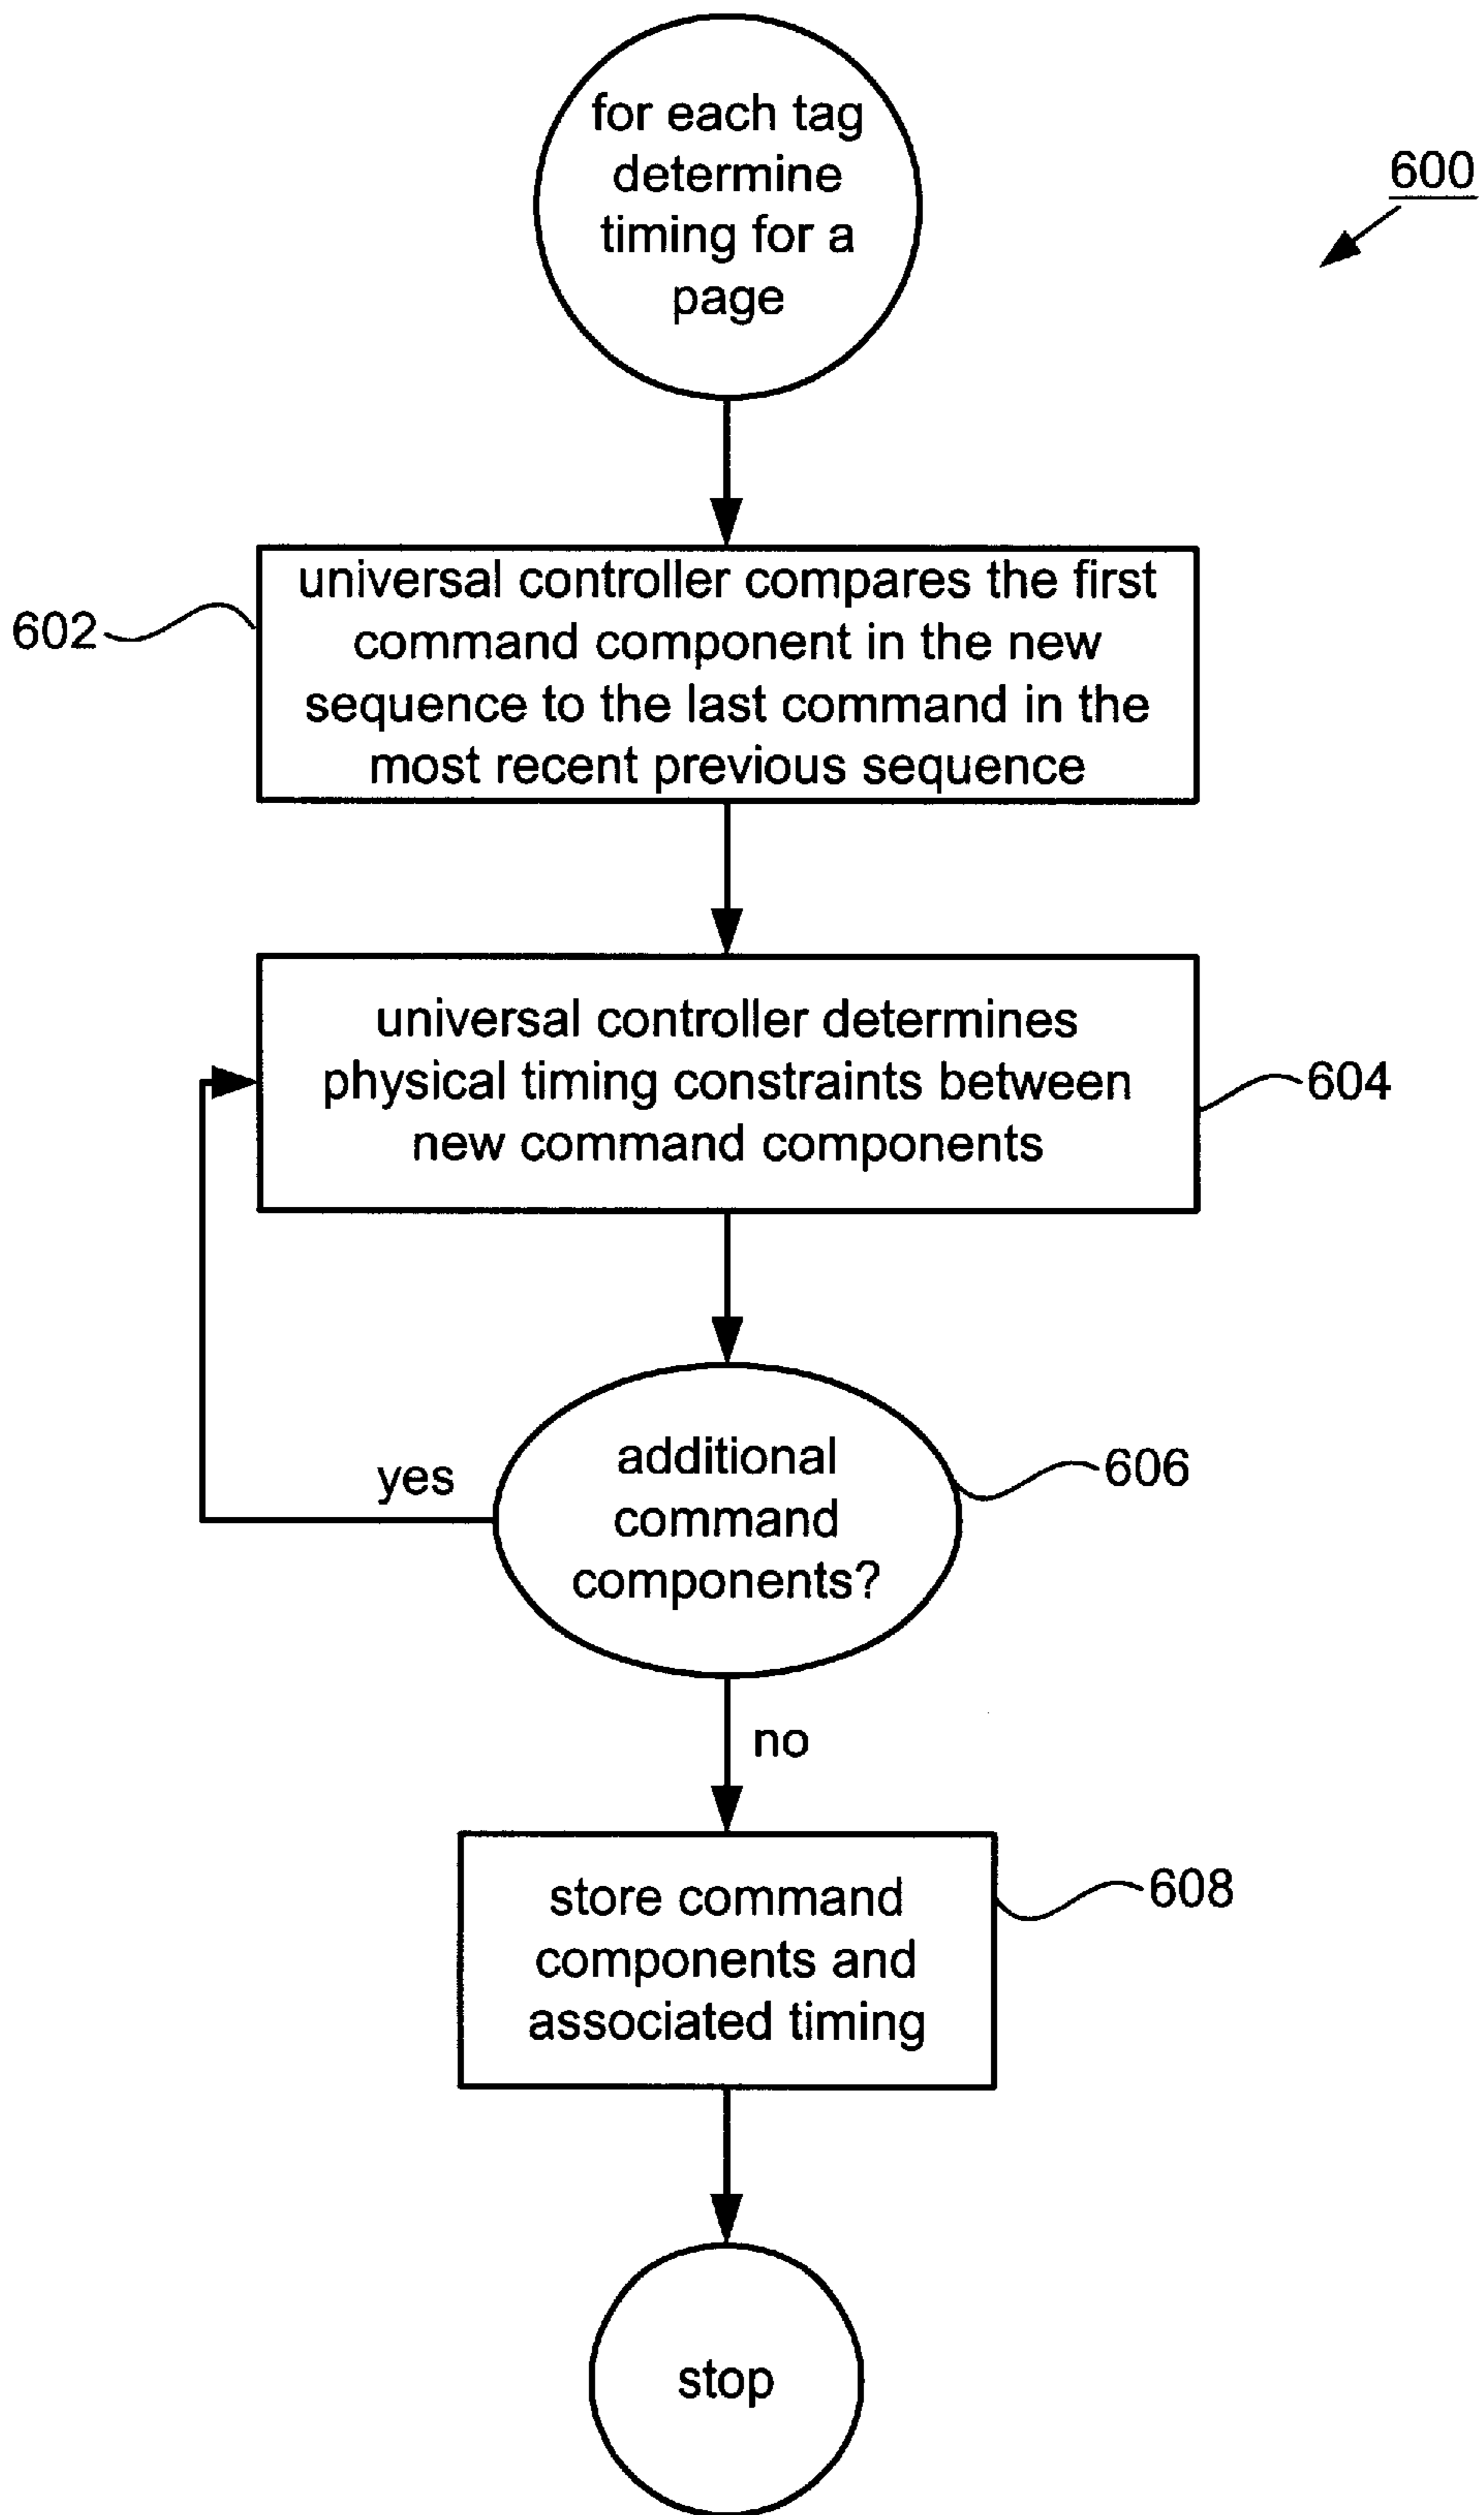 for each tag
determine
timing for a
page
600
universal controller compares the first
command component in the new
sequence to the last command in the
most recent previous sequence
602
universal controller determines
physical timing constraints between
new command components
604
additional
command
components?
606
yes
no
store command
components and
associated timing
608
stop